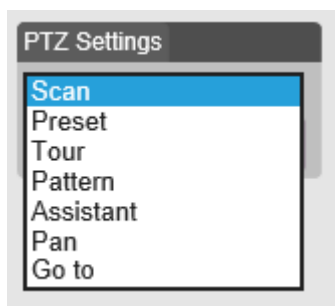 PTZ Settings
Scan
Preset
Tour
Pattern
Assistant
Pan
Go to